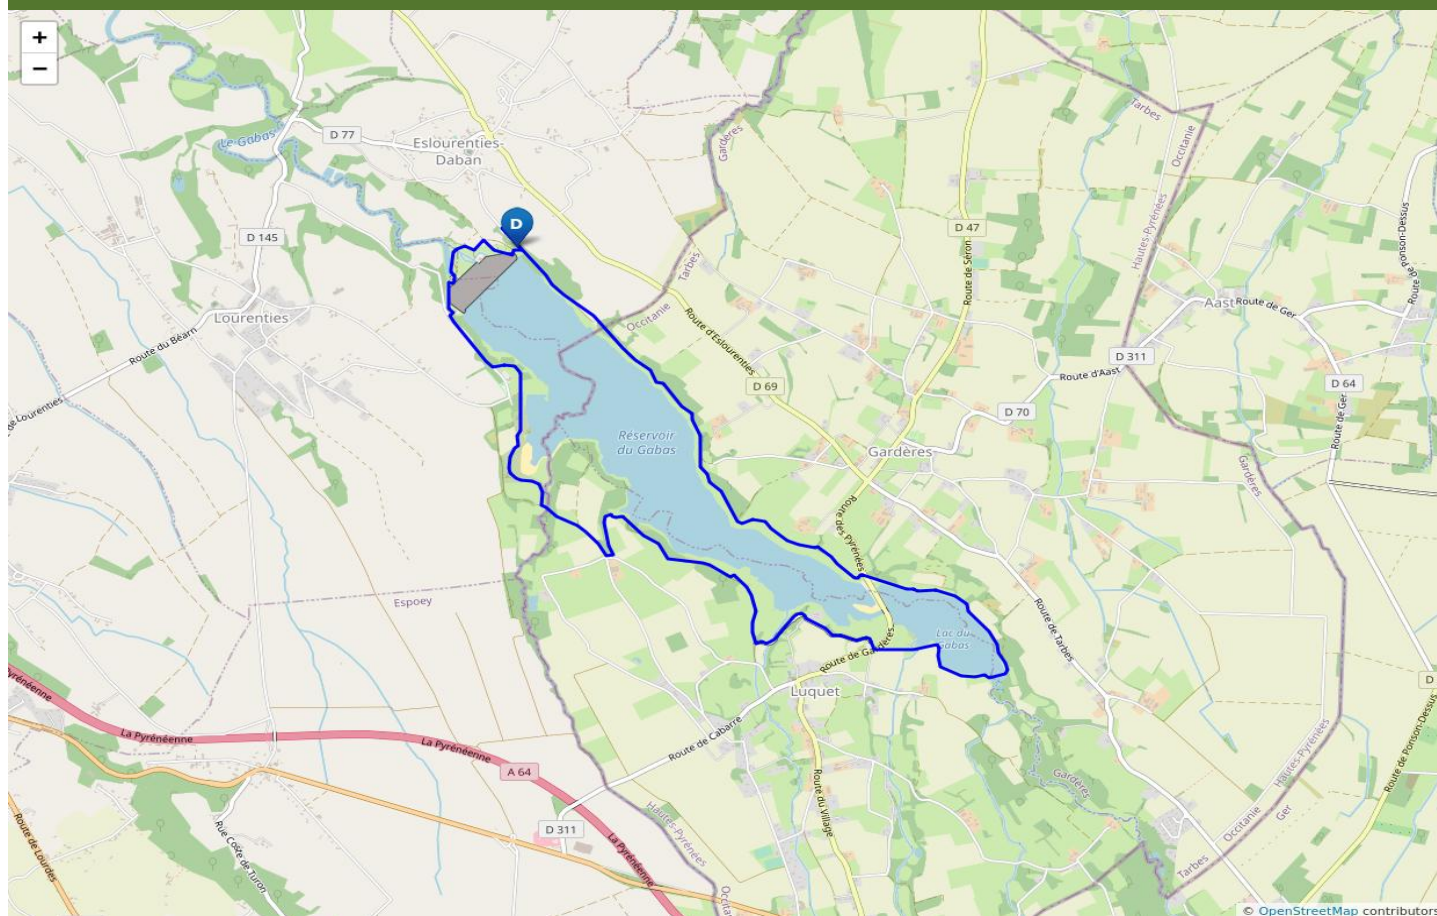 +
−
Le Gabas
D 77
Eslourenties-
Daban
Gardères
Tarbes
Occitanie
Hautes-Pyrénées
D
D 145
Tarbes
D 47
Route de Séron
Route de Ponson-Dessus
Lourenties
Route du Béarn
Occitanie
Route d'Eslourenties
Aast
Route de Ger
D 311
Route d'Aast
D 69
D 64
D 70
Route de Ger
de Lourenties
Réservoir
du Gabas
Gardères
Gardères
Route des Pyrénées
Espoey
Route de Tarbes
Lac du
Gabas
Route de Gardères
Luquet
D
Route de Ponson-Dessus
Pyrénéenne
La Pyrénéenne
La Pyrénéenne
Route de Cabarre
A 64
Hautes-Pyrénées
Gardères
Route du Village
Occitanie
Ger
D 311
Hautes-Pyrénées
La Pyrénéenne
Route de Lourdes
Rue Coste de Turon
Tarbes
Occita
© OpenStreetMap contributors